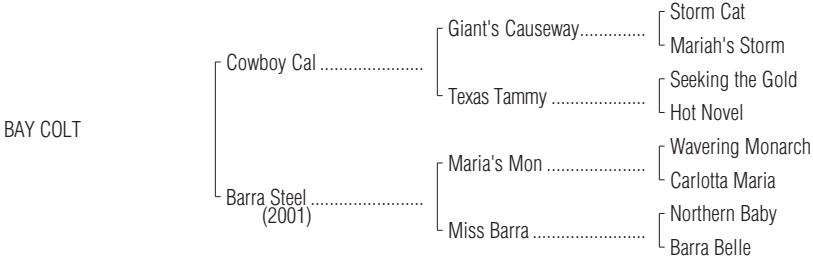 Storm Cat
Giant's Causeway..............
Mariah's Storm
Cowboy Cal ......................
Seeking the Gold
Texas Tammy ....................
Hot Novel
BAY COLT
Wavering Monarch
Maria's Mon .....................
Carlotta Maria
Barra Steel ........................
(2001)
Northern Baby
Miss Barra ........................
Barra Belle